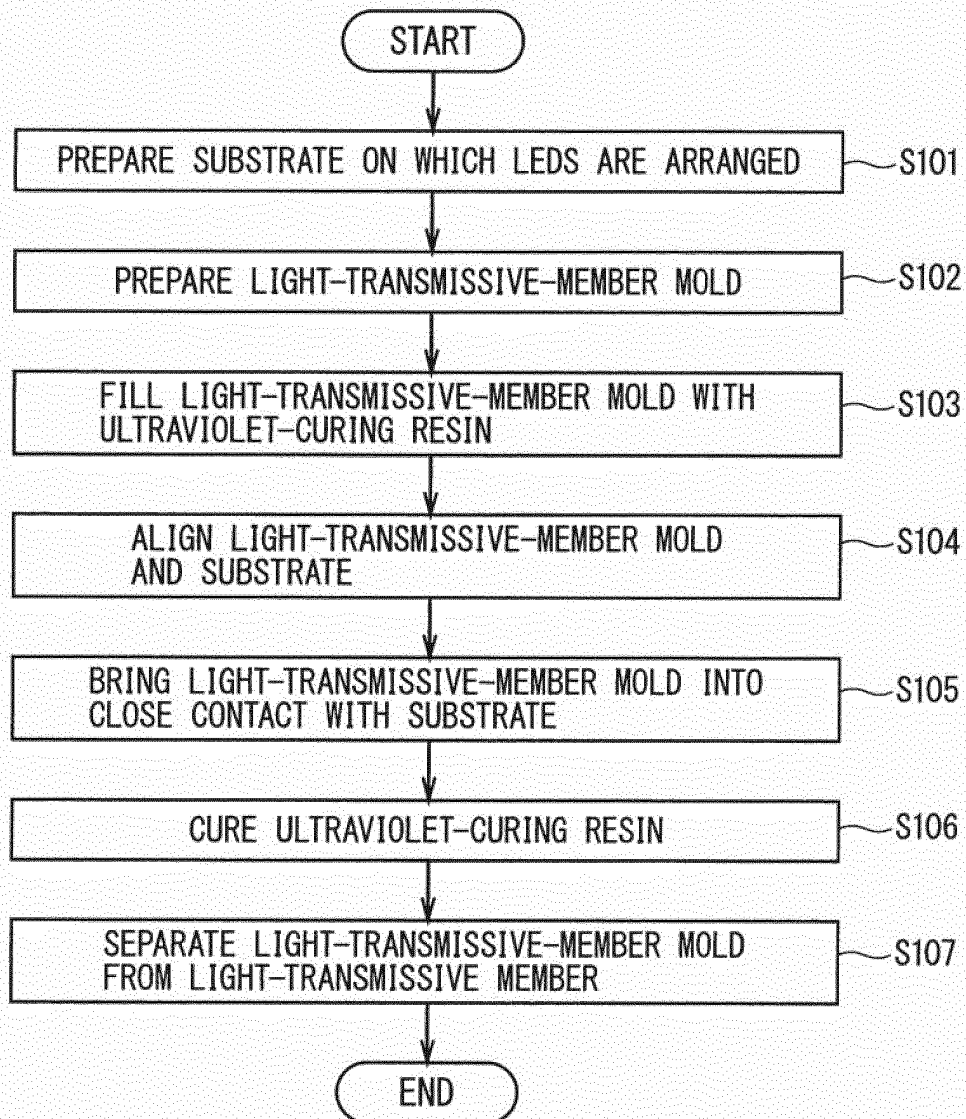 START
PREPARE SUBSTRATE ON WHICH LEDS ARE ARRANGED
S101
PREPARE LIGHT-TRANSMISSIVE-MEMBER MOLD
S102
FILL LIGHT-TRANSMISSIVE-MEMBER MOLD WITH
ULTRAVIOLET-CURING RESIN
S103
ALIGN LIGHT-TRANSMISSIVE-MEMBER MOLD
AND SUBSTRATE
S104
BRING LIGHT-TRANSMISSIVE-MEMBER MOLD INTO
CLOSE CONTACT WITH SUBSTRATE
S105
CURE ULTRAVIOLET-CURING RESIN
S106
SEPARATE LIGHT-TRANSMISSIVE-MEMBER MOLD
FROM LIGHT-TRANSMISSIVE MEMBER
S107
END